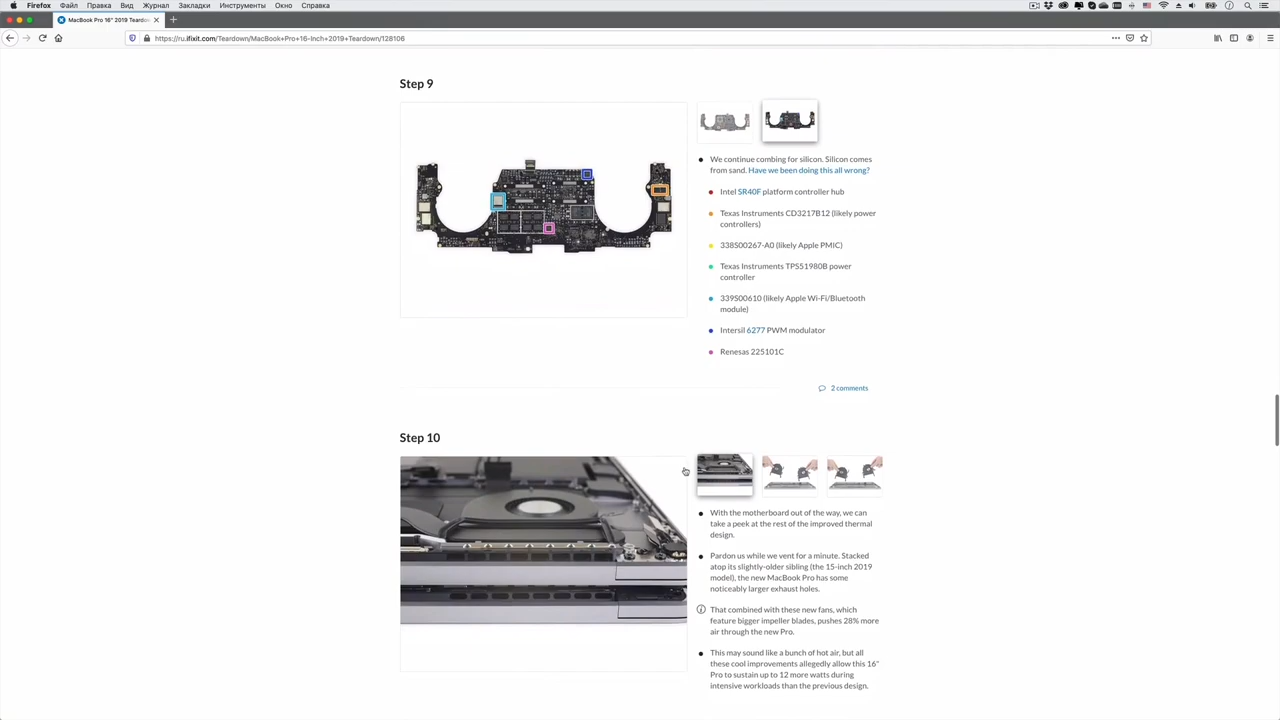 Firefox Файл Правка Вид Журнал Закладки Инструменты Окно Справка
MacBook Pro 16" 2019 Teardow
https://ru.ifixit.com/Teardown/MacBook+Pro+16-Inch+2019+Teardown/128106
Step 9
We continue combing for silicon. Silicon comes
from sand. Have we been doing this all wrong?
Intel SR40F platform controller hub
Texas Instruments CD3217B12 (likely power
controllers)
338S00267-A0 (likely Apple PMIC)
Texas Instruments TPS51980B power
controller
339S00610 (likely Apple Wi-Fi/Bluetooth
module)
Intersil 6277 PWM modulator
Renesas 225101C
2 comments
Step 10
With the motherboard out of the way, we can
take a peek at the rest of the improved thermal
design.
Pardon us while we vent for a minute. Stacked
atop its slightly-older sibling (the 15-inch 2019
model), the new MacBook Pro has some
noticeably larger exhaust holes.
That combined with these new fans, which
feature bigger impeller blades, pushes 28% more
air through the new Pro.
This may sound like a bunch of hot air, but all
these cool improvements allegedly allow this 16"
Pro to sustain up to 12 more watts during
intensive workloads than the previous design.